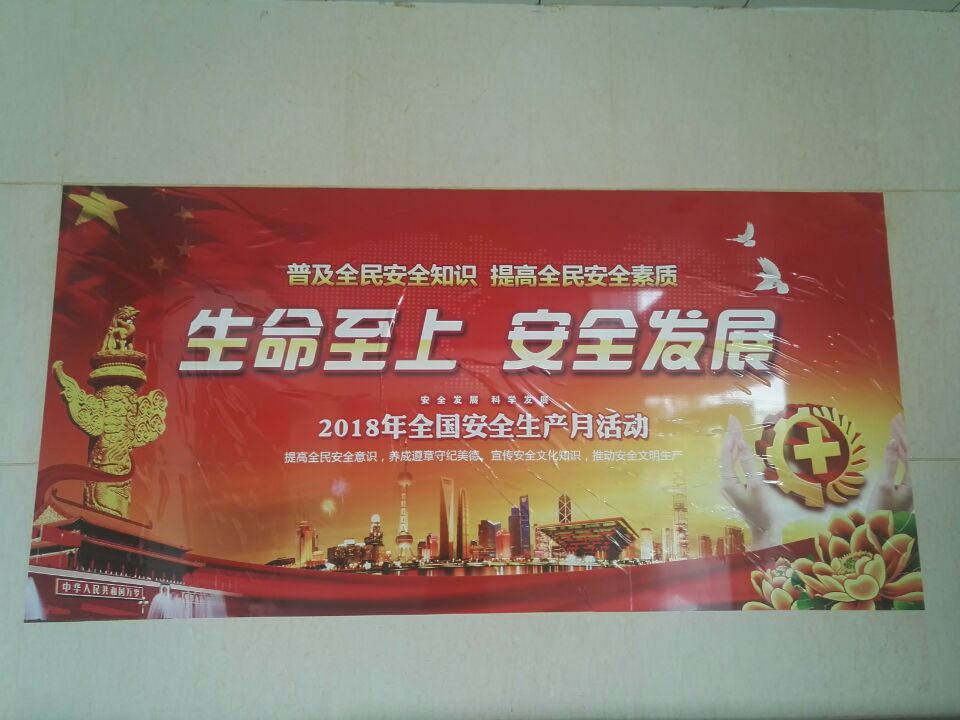 普及全民安全知识 提高全民安全素质
生命至上 安全发展
安全发展 科学发展
2018年全国安全生产月活动
提高全民安全意识，养成遵章守纪美德、宣传安全文化知识，推动安全文明生产
中华人民共和国万岁